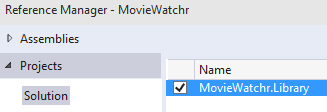 Reference Manager - MovieWatchr
Assemblies
Projects
Solution
Name
MovieWatchr.Library